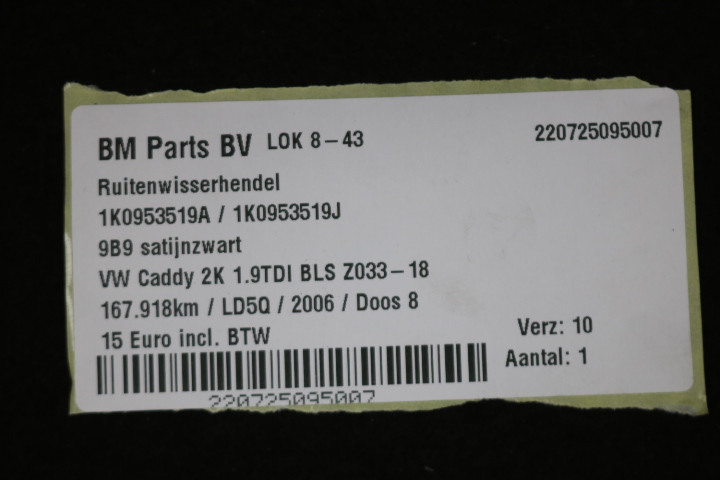 BM Parts BV LOK 8-43
220725095007
Ruitenwisserhendel
1K0953519A / 1K0953519J
9B9 satijnzwart
VW Caddy 2K 1.9TDI BLS Z033-18
167.918km / LD5Q / 2006 / Doos 8
15 Euro incl. BTW
Verz: 10
Aantal: 1
220725095007